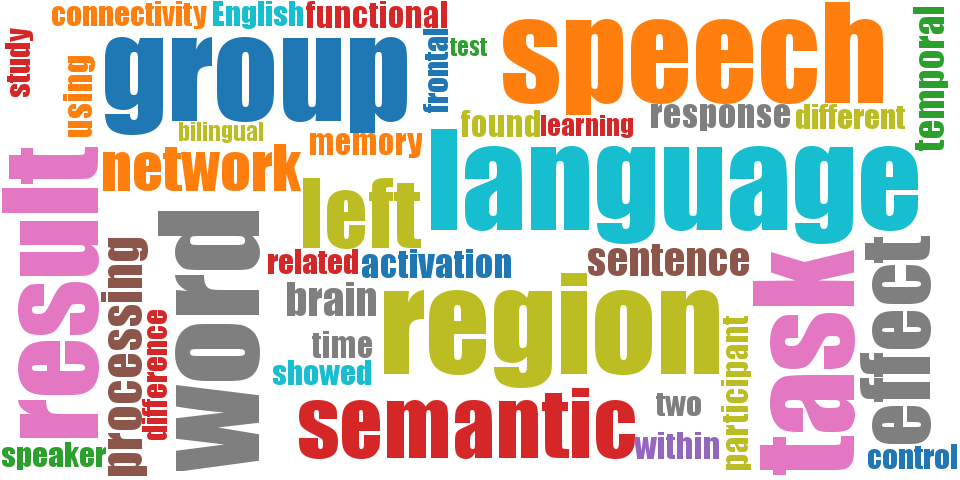 connectivity
English
functional
study
using
group
frontal
test
speech
temporal
bilingual
memory
found
learning
response
different
network
left
language
result
word
related
activation
sentence
processing
difference
brain
region
time
showed
participant
task
effect
semantic
two
within
speaker
control